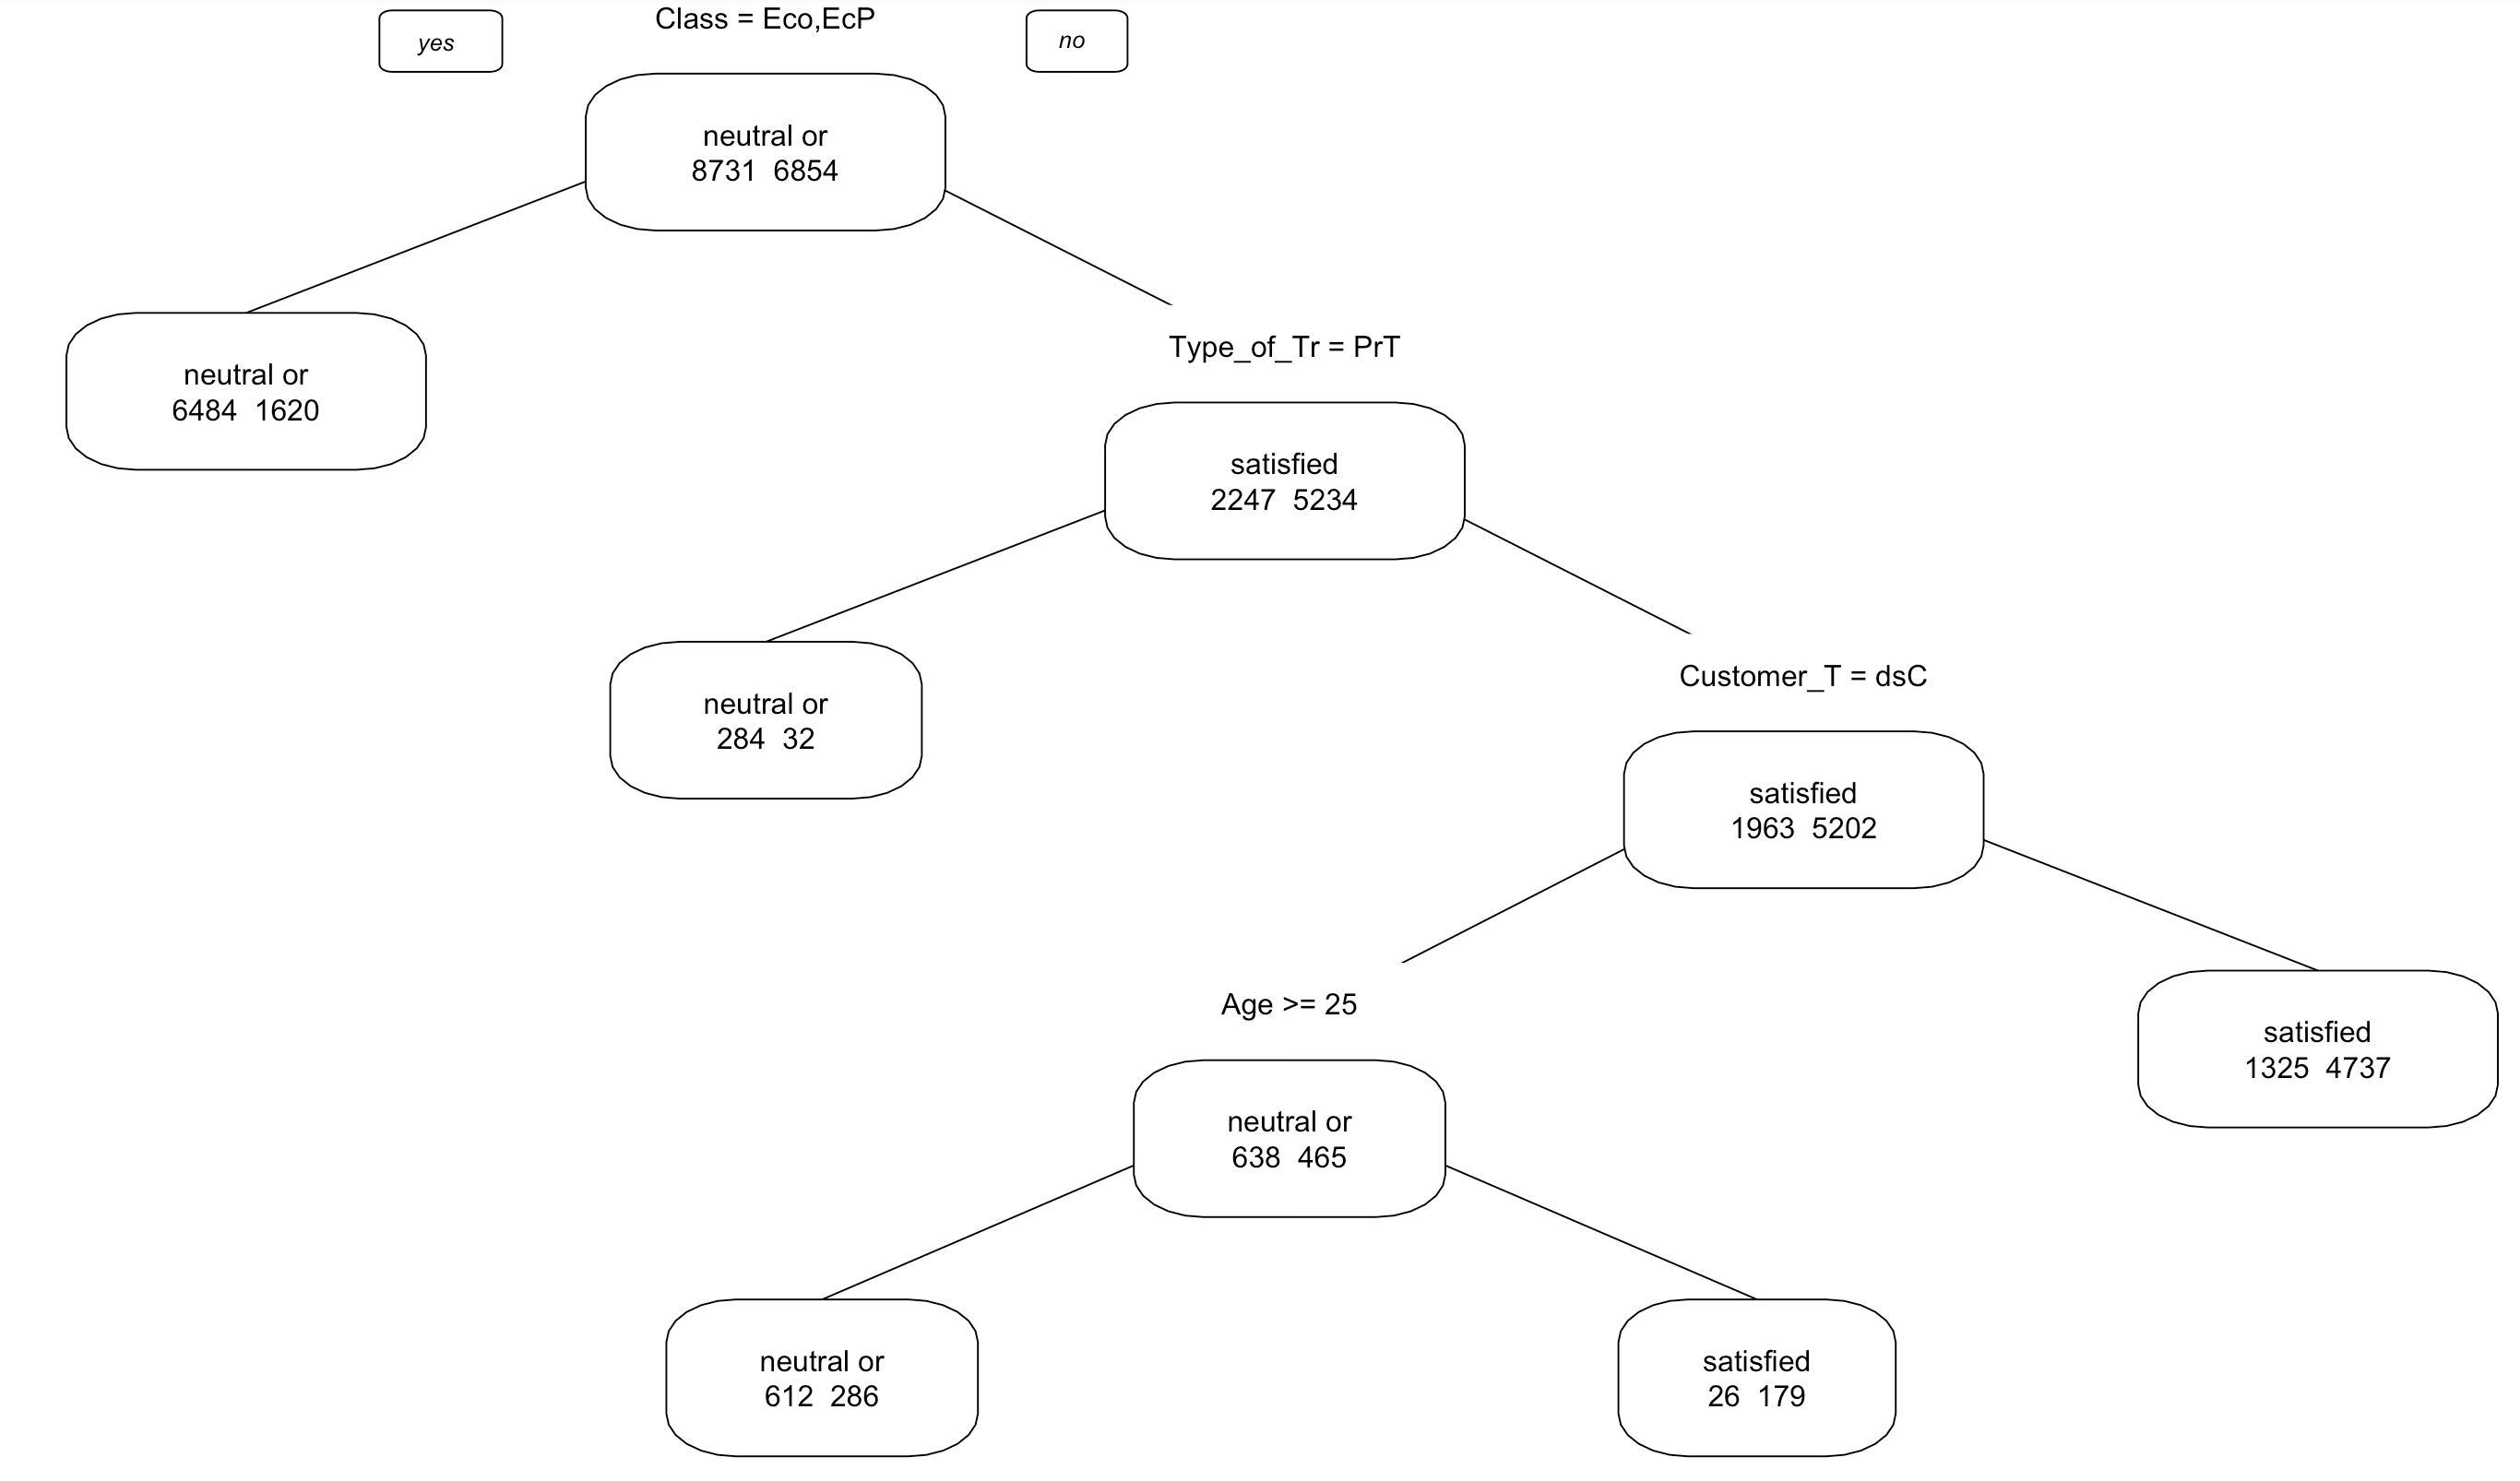 Class = Eco,EcP
yes
no
neutral or
8731 6854
neutral or
6484 1620
Type_of_Tr = PrT
satisfied
2247 5234
neutral or
284 32
Customer_T = dsC
satisfied
1963 5202
Age >= 25
satisfied
1325 4737
neutral or
638 465
neutral or
612 286
satisfied
26 179